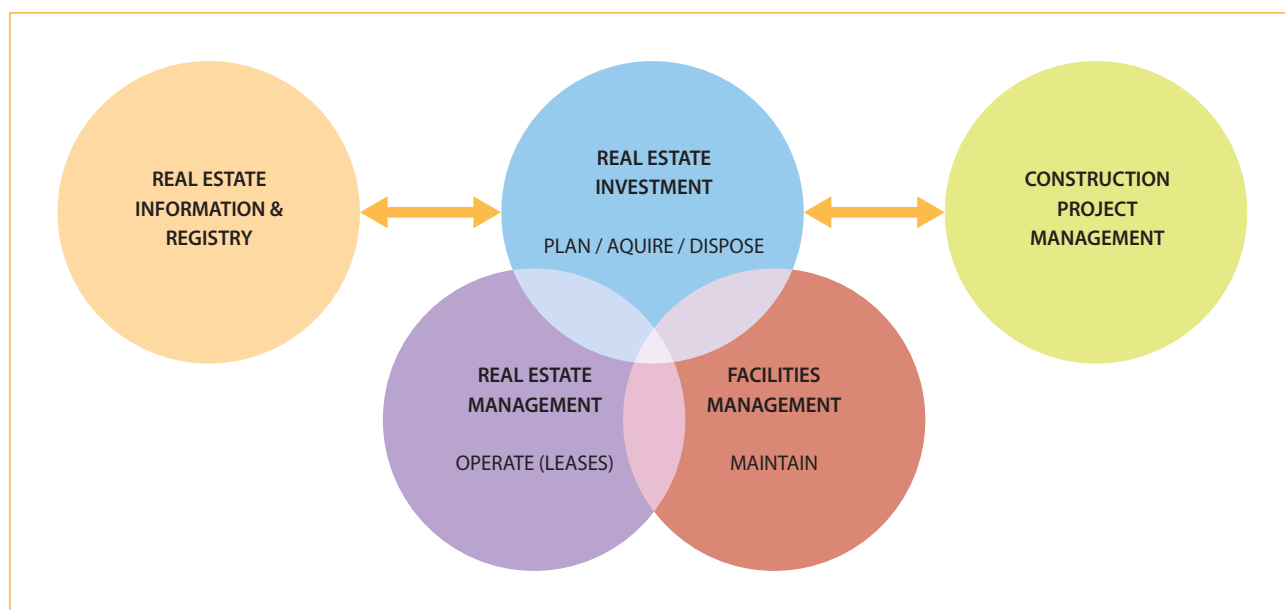 REAL ESTATE
INFORMATION &
REGISTRY
REAL ESTATE
INVESTMENT
PLAN / AQUIRE / DISPOSE
CONSTRUCTION
PROJECT
MANAGEMENT
REAL ESTATE
MANAGEMENT
OPERATE (LEASES)
FACILITIES
MANAGEMENT
MAINTAIN